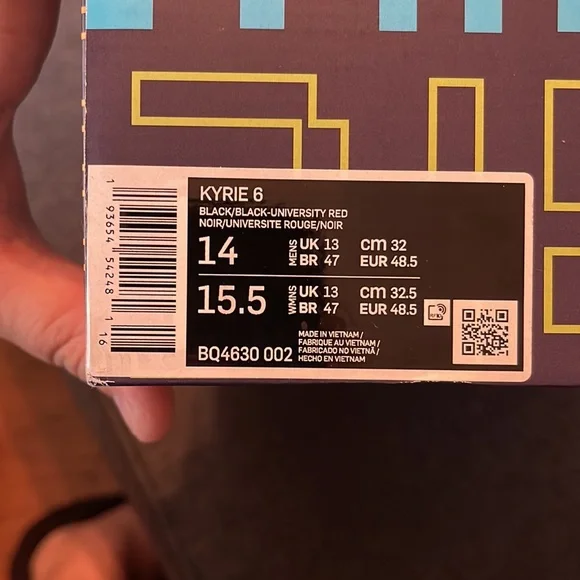 KYRIE 6
BLACK/BLACK-UNIVERSITY RED
NOIR/UNIVERSITE ROUGE/NOIR
14 MENS UK 13 cm 32
BR 47 EUR 48.5
15.5 WMNS UK 13 cm 32.5
BR 47 EUR 48.5
BQ4630 002
MADE IN VIETNAM /
FABRIQUE AU VIETNAM /
FABRICADO NO VIETNÃ /
HECHO EN VIETNAM
1 93654 54248 1 16